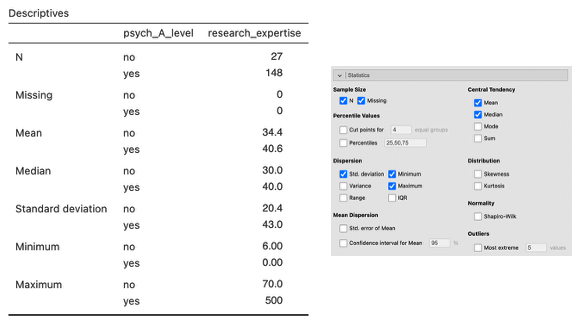 Descriptives
psych_A_level research_expertise
N no 27
yes 148
Missing no 0
yes 0
Mean no 34.4
yes 40.6
Median no 30.0
yes 40.0
Standard deviation no 20.4
yes 43.0
Minimum no 6.00
yes 0.00
Maximum no 70.0
yes 500
Statistics
Sample Size
N Missing
Percentile Values
Cut points for 4 equal groups
Percentiles 25,50,75
Dispersion
Std. deviation Minimum
Variance Maximum
Range IQR
Mean Dispersion
Std. error of Mean
Confidence interval for Mean 95 %
Central Tendency
Mean
Median
Mode
Sum
Distribution
Skewness
Kurtosis
Normality
Shapiro-Wilk
Outliers
Most extreme 5 values